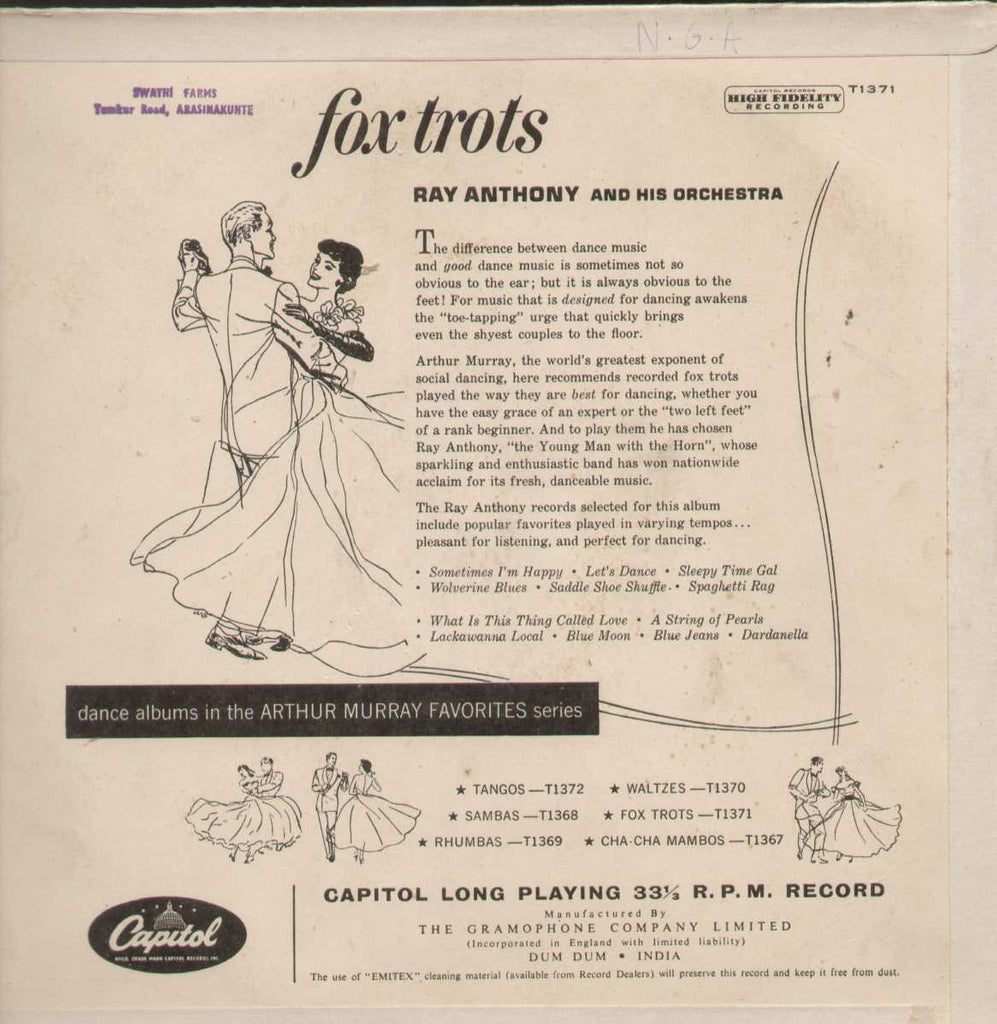 N. G. A
SWATHI FARMS
Tumkur Road, ARASINAKUNTE
fox trots
CAPITOL RECORDS
HIGH FIDELITY
RECORDING
T1371
RAY ANTHONY AND HIS ORCHESTRA
The difference between dance music
and good dance music is sometimes not so
obvious to the ear; but it is always obvious to the
feet! For music that is designed for dancing awakens
the "toe-tapping" urge that quickly brings
even the shyest couples to the floor.
Arthur Murray, the world's greatest exponent of
social dancing, here recommends recorded fox trots
played the way they are best for dancing, whether you
have the easy grace of an expert or the "two left feet"
of a rank beginner. And to play them he has chosen
Ray Anthony, "the Young Man with the Horn", whose
sparkling and enthusiastic band has won nationwide
acclaim for its fresh, danceable music.
The Ray Anthony records selected for this album
include popular favorites played in varying tempos...
pleasant for listening, and perfect for dancing.
• Sometimes I'm Happy • Let's Dance • Sleepy Time Gal
• Wolverine Blues • Saddle Shoe Shuffle • Spaghetti Rag
• What Is This Thing Called Love • A String of Pearls
• Lackawanna Local • Blue Moon • Blue Jeans • Dardanella
dance albums in the ARTHUR MURRAY FAVORITES series
★ TANGOS—T1372 ★ WALTZES—T1370
★ SAMBAS—T1368 ★ FOX TROTS—T1371
★ RHUMBAS—T1369 ★ CHA-CHA MAMBOS—T1367
Capitol
REG. TRADE MARK CAPITOL RECORDS, INC.
CAPITOL LONG PLAYING 33⅓ R.P.M. RECORD
Manufactured By
THE GRAMOPHONE COMPANY LIMITED
(Incorporated in England with limited liability)
DUM DUM • INDIA
The use of "EMITEX" cleaning material (available from Record Dealers) will preserve this record and keep it free from dust.